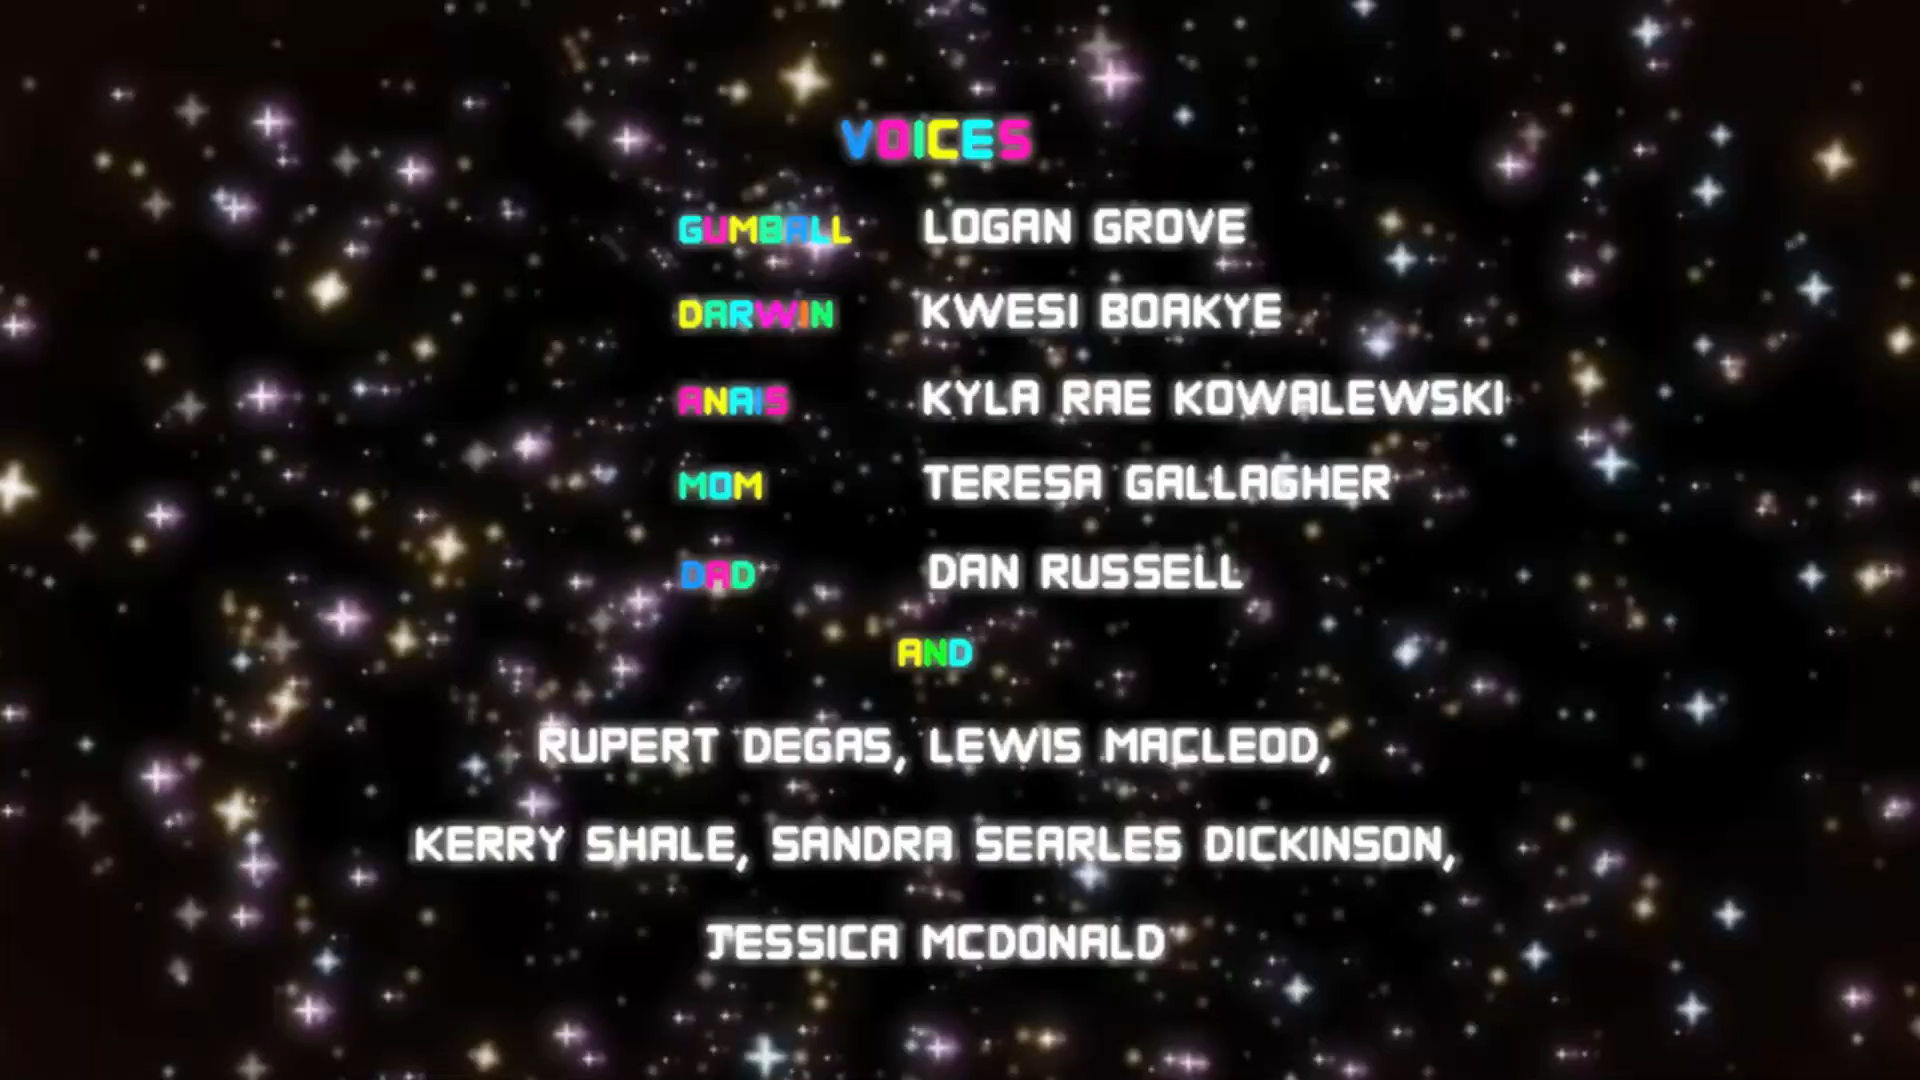 VOICES
GUMBALL LOGAN GROVE
DARWIN KWESI BOAKYE
ANAIS KYLA RAE KOWALEWSKI
MOM TERESA GALLAGHER
DAD DAN RUSSELL
AND
RUPERT DEGAS, LEWIS MACLEOD,
KERRY SHALE, SANDRA SEARLES DICKINSON,
JESSICA MCDONALD